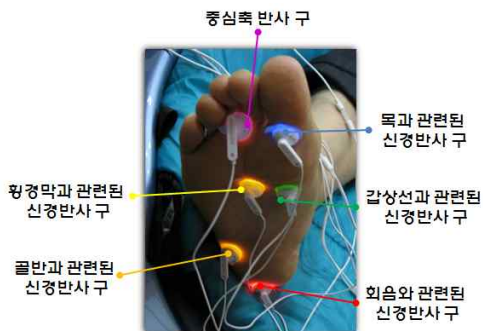 중심축 반사 구
목과 관련된
신경반사 구
횡경막과 관련된
신경반사 구
갑상선과 관련된
신경반사 구
골반과 관련된
신경반사 구
회음와 관련된
신경반사 구